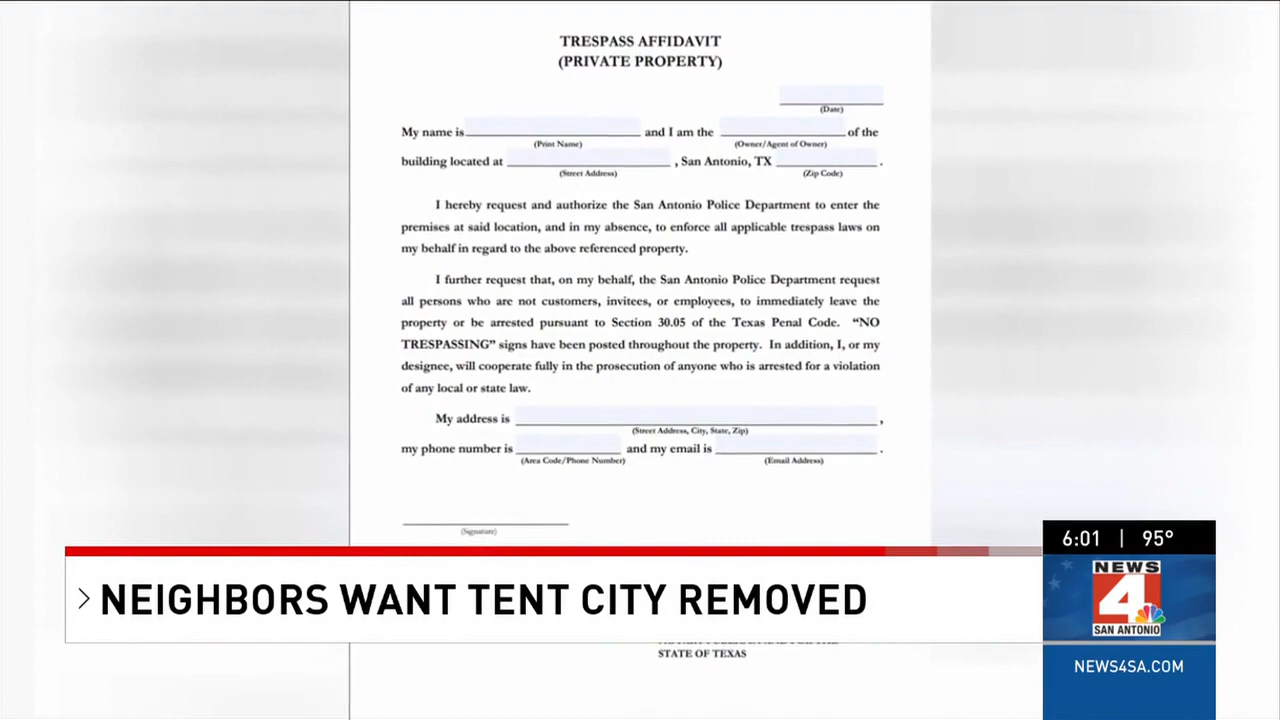 TRESPASS AFFIDAVIT
(PRIVATE PROPERTY)
(Date)
My name is and I am the of the
(Print Name) (Owner/Agent of Owner)
building located at , San Antonio, TX .
(Street Address) (Zip Code)
I hereby request and authorize the San Antonio Police Department to enter the
premises at said location, and in my absence, to enforce all applicable trespass laws on
my behalf in regard to the above referenced property.
I further request that, on my behalf, the San Antonio Police Department request
all persons who are not customers, invitees, or employees, to immediately leave the
property or be arrested pursuant to Section 30.05 of the Texas Penal Code. “NO
TRESPASSING” signs have been posted throughout the property. In addition, I, or my
designee, will cooperate fully in the prosecution of anyone who is arrested for a violation
of any local or state law.
My address is ,
(Street Address, City, State, Zip)
my phone number is and my email is .
(Area Code/Phone Number) (Email Address)
(Signature)
6:01 | 95°
> NEIGHBORS WANT TENT CITY REMOVED
NEWS
4
SAN ANTONIO
STATE OF TEXAS
NEWS4SA.COM